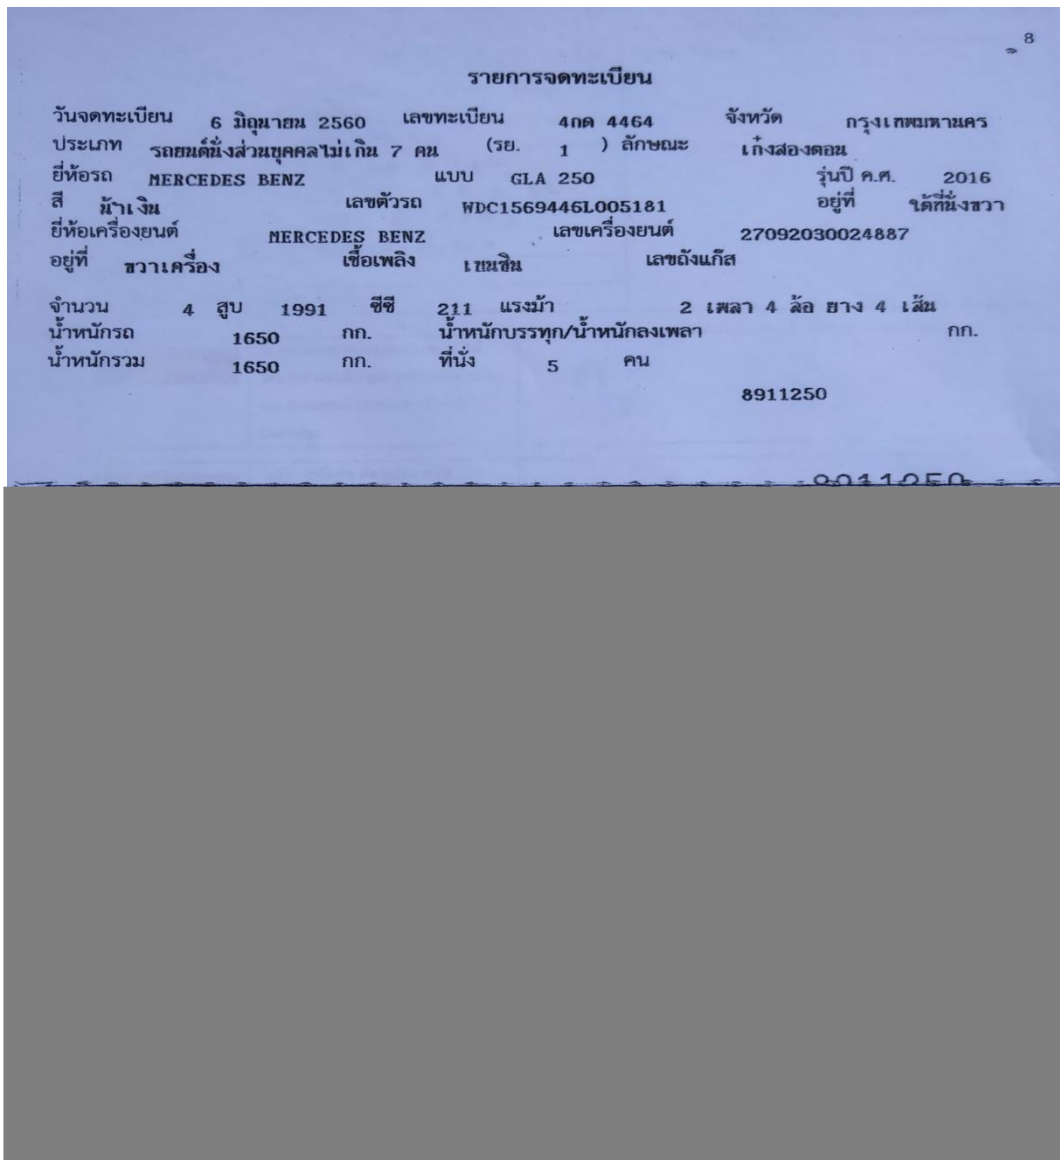 8
รายการจดทะเบียน
วันจดทะเบียน 6 มิถุนายน 2560 เลขทะเบียน 4กด 4464 จังหวัด กรุงเทพมหานคร
ประเภท รถยนต์นั่งส่วนบุคคลไม่เกิน 7 คน (รย. 1 ) ลักษณะ เก๋งสองตอน
ยี่ห้อรถ MERCEDES BENZ แบบ GLA 250 รุ่นปี ค.ศ. 2016
สี น้ำเงิน เลขตัวรถ WDC1569446L005181 อยู่ที่ ใต้ที่นั่งขวา
ยี่ห้อเครื่องยนต์ MERCEDES BENZ เลขเครื่องยนต์ 27092030024887
อยู่ที่ ขวาเครื่อง เชื้อเพลิง เบนซิน เลขถังแก๊ส
จำนวน 4 สูบ 1991 ซีซี 211 แรงม้า 2 เพลา 4 ล้อ ยาง 4 เส้น
น้ำหนักรถ 1650 กก. น้ำหนักบรรทุก/น้ำหนักลงเพลา กก.
น้ำหนักรวม 1650 กก. ที่นั่ง 5 คน
8911250